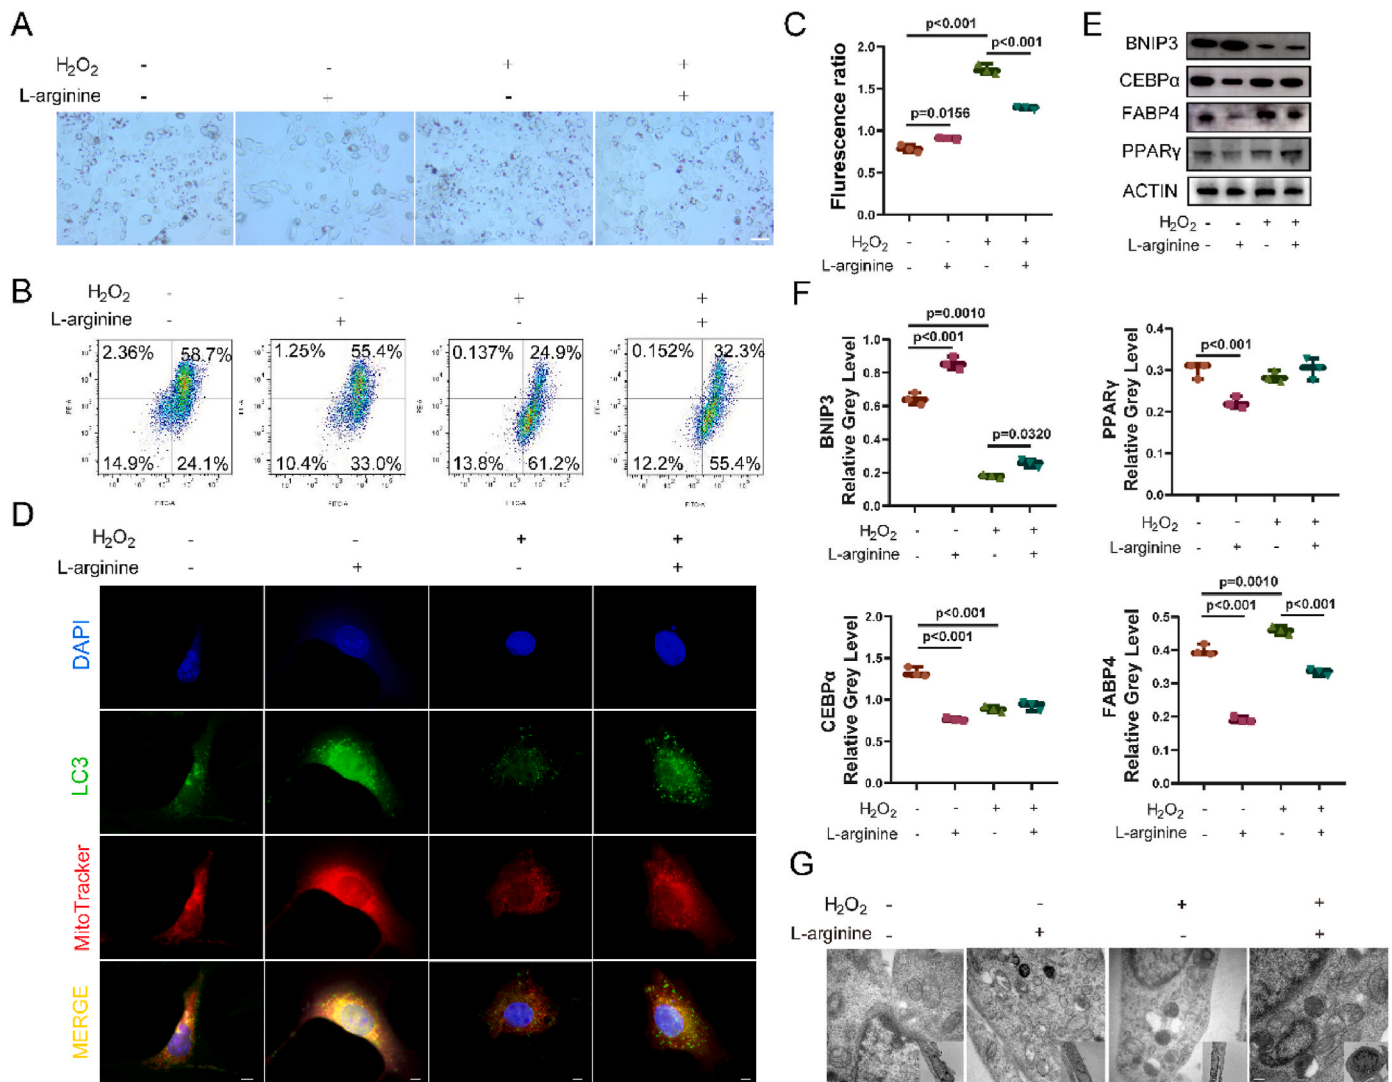 A
H₂O₂ - - + +
L-arginine - + - +
B
H₂O₂ - - + +
L-arginine - + - +
2.36% 58.7% 1.25% 55.4% 0.137% 24.9% 0.152% 32.3%
14.9% 24.1% 10.4% 33.0% 13.8% 61.2% 12.2% 55.4%
FITC-A FITC-A FITC-A FITC-A
C
Flurescence ratio
2.0
1.5
1.0
0.5
0.0
p<0.001
p<0.001
p=0.0156
H₂O₂ - - + +
L-arginine - + - +
D
H₂O₂ - - + +
L-arginine - + - +
DAPI
LC3
MitoTracker
MERGE
E
BNIP3
CEBPα
FABP4
PPARγ
ACTIN
H₂O₂ - - + +
L-arginine - + - +
F
BNIP3
Relative Grey Level
1.0
0.8
0.6
0.4
0.2
0.0
p=0.0010
p<0.001
p=0.0320
H₂O₂ - - + +
L-arginine - + - +
PPARγ
Relative Grey Level
0.4
0.3
0.2
0.1
0.0
p<0.001
H₂O₂ - - + +
L-arginine - + - +
CEBPα
Relative Grey Level
2.0
1.5
1.0
0.5
0.0
p<0.001
p<0.001
H₂O₂ - - + +
L-arginine - + - +
FABP4
Relative Grey Level
0.5
0.4
0.3
0.2
0.1
0.0
p=0.0010
p<0.001
p<0.001
H₂O₂ - - + +
L-arginine - + - +
G
H₂O₂ - - + +
L-arginine - + - +